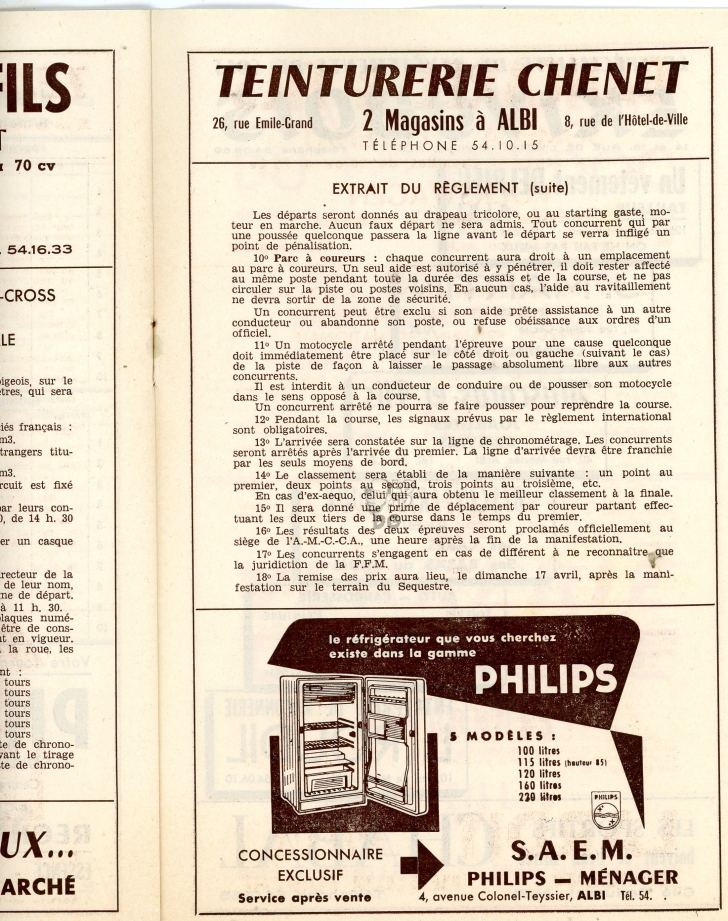 FILS
T
70 cv
54.16.33
-CROSS
LE
bigeois, sur le
ètres, qui sera
ciés français :
m3.
trangers titu-
m3.
rcuit est fixé
par leurs con-
0, de 14 h. 30
er un casque
recteur de la
de leur nom,
ne de départ.
à 11 h. 30.
plaques numé-
être de cons-
nt en vigueur.
la roue, les
nt :
tours
tours
tours
tours
tours
tours
te de chrono-
vant le tirage
ste de chrono-
UX...
ARCHÉ
TEINTURERIE CHENET
26, rue Emile-Grand 2 Magasins à ALBI 8, rue de l'Hôtel-de-Ville
TÉLÉPHONE 54.10.15
EXTRAIT DU RÈGLEMENT (suite)
Les départs seront donnés au drapeau tricolore, ou au starting gaste, mo-
teur en marche. Aucun faux départ ne sera admis. Tout concurrent qui par
une poussée quelconque passera la ligne avant le départ se verra infligé un
point de pénalisation.
10º Parc à coureurs : chaque concurrent aura droit à un emplacement
au parc à coureurs. Un seul aide est autorisé à y pénétrer, il doit rester affecté
au même poste pendant toute la durée des essais et de la course, et ne pas
circuler sur la piste ou postes voisins. En aucun cas, l'aide au ravitaillement
ne devra sortir de la zone de sécurité.
Un concurrent peut être exclu si son aide prête assistance à un autre
conducteur ou abandonne son poste, ou refuse obéissance aux ordres d'un
officiel.
11º Un motocycle arrêté pendant l'épreuve pour une cause quelconque
doit immédiatement être placé sur le côté droit ou gauche (suivant le cas)
de la piste de façon à laisser le passage absolument libre aux autres
concurrents.
Il est interdit à un conducteur de conduire ou de pousser son motocycle
dans le sens opposé à la course.
Un concurrent arrêté ne pourra se faire pousser pour reprendre la course.
12º Pendant la course, les signaux prévus par le règlement international
sont obligatoires.
13º L'arrivée sera constatée sur la ligne de chronométrage. Les concurrents
seront arrêtés après l'arrivée du premier. La ligne d'arrivée devra être franchie
par les seuls moyens de bord.
14º Le classement sera établi de la manière suivante : un point au
premier, deux points au second, trois points au troisième, etc.
En cas d'ex-aequo, celui qui aura obtenu le meilleur classement à la finale.
15º Il sera donné une prime de déplacement par coureur partant effec-
tuant les deux tiers de la course dans le temps du premier.
16º Les résultats des deux épreuves seront proclamés officiellement au
siège de l'A.-M.-C.-C.A., une heure après la fin de la manifestation.
17º Les concurrents s'engagent en cas de différent à ne reconnaître que
la juridiction de la F.F.M.
18º La remise des prix aura lieu, le dimanche 17 avril, après la mani-
festation sur le terrain du Sequestre.
le réfrigérateur que vous cherchez
existe dans la gamme
PHILIPS
5 MODÈLES :
100 litres
115 litres (hauteur 85)
120 litres
160 litres
220 litres
PHILIPS
CONCESSIONNAIRE
EXCLUSIF
Service après vente
S.A.E.M.
PHILIPS — MÉNAGER
4, avenue Colonel-Teyssier, ALBI Tél. 54.